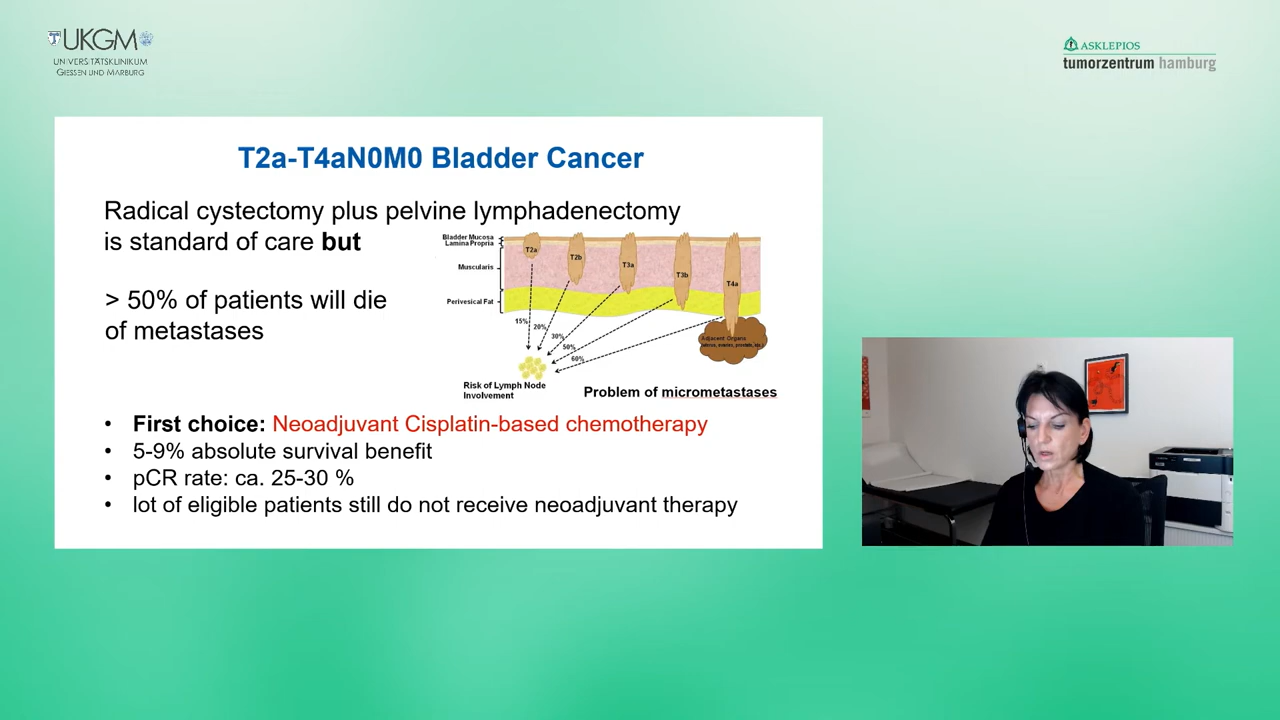 UKGM
UNIVERSITÄTSKLINIKUM
GIESSEN UND MARBURG
ASKLEPIOS
tumorzentrum hamburg
T2a-T4aN0M0 Bladder Cancer
Radical cystectomy plus pelvine lymphadenectomy
is standard of care but
> 50% of patients will die
of metastases
Bladder Mucosa
Lamina Propria
Muscularis
Perivesical Fat
T2a
T2b
T3a
T3b
T4a
15%
20%
30%
50%
60%
Adjacent Organs
(uterus, ovaries, prostate, etc.)
Risk of Lymph Node
Involvement
Problem of micrometastases
• First choice: Neoadjuvant Cisplatin-based chemotherapy
• 5-9% absolute survival benefit
• pCR rate: ca. 25-30 %
• lot of eligible patients still do not receive neoadjuvant therapy